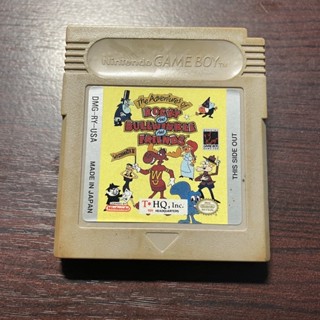 Nintendo GAME BOY
TM
The Adventures of
ROCKY
AND
BULLWINKLE
AND
FRIENDS
DMG-RY-USA
MADE IN JAPAN
THIS SIDE OUT
W
T•HQ, Inc.